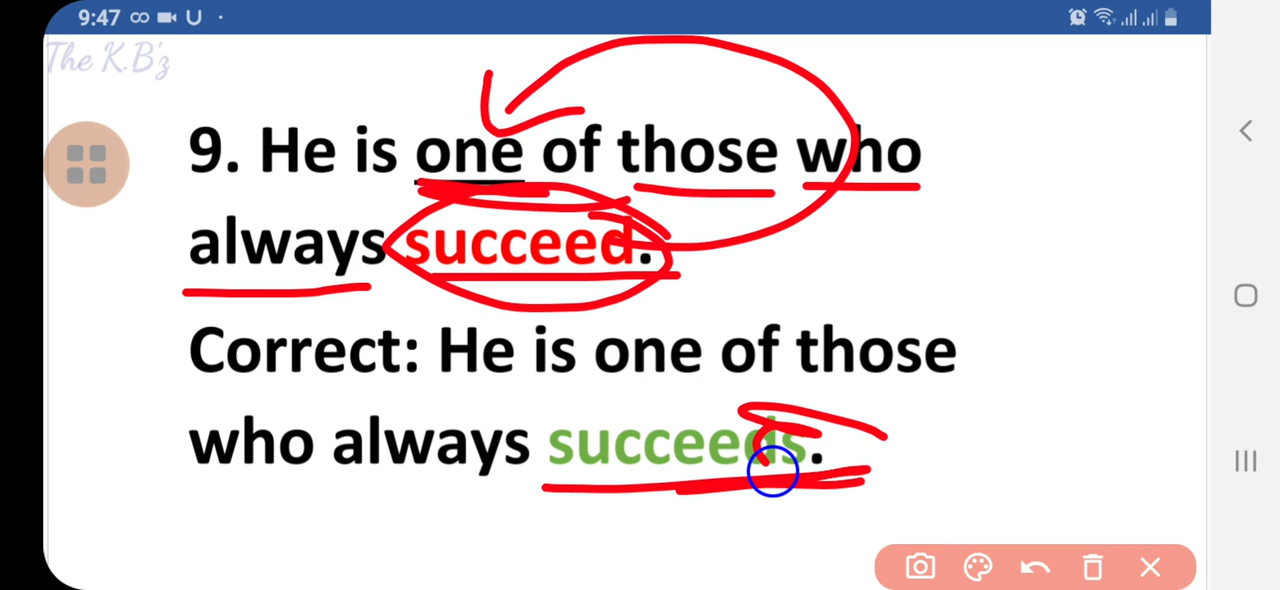 9:47
The K.B'z
9. He is one of those who
always succeed.
Correct: He is one of those
who always succeeds.